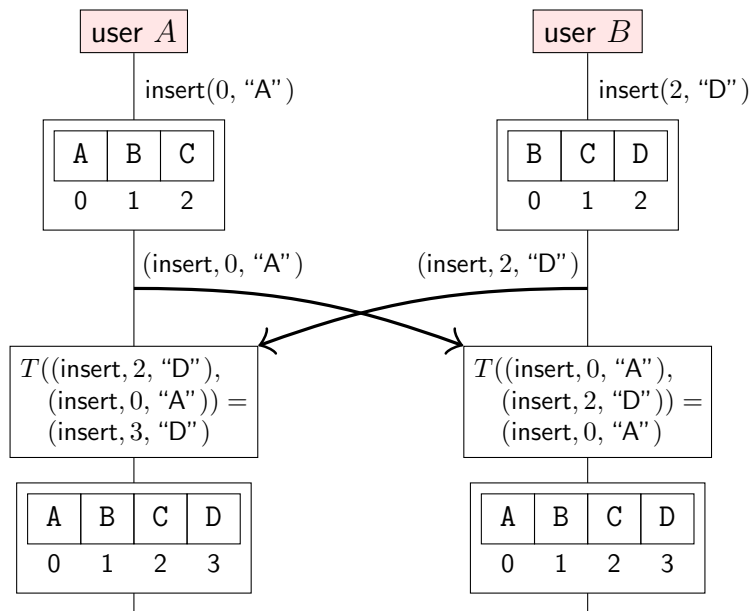 user A
user B
insert(0, “A”)
insert(2, “D”)
A B C
0 1 2
B C D
0 1 2
(insert, 0, “A”)
(insert, 2, “D”)
T((insert, 2, “D”),
(insert, 0, “A”)) =
(insert, 3, “D”)
T((insert, 0, “A”),
(insert, 2, “D”)) =
(insert, 0, “A”)
A B C D
0 1 2 3
A B C D
0 1 2 3